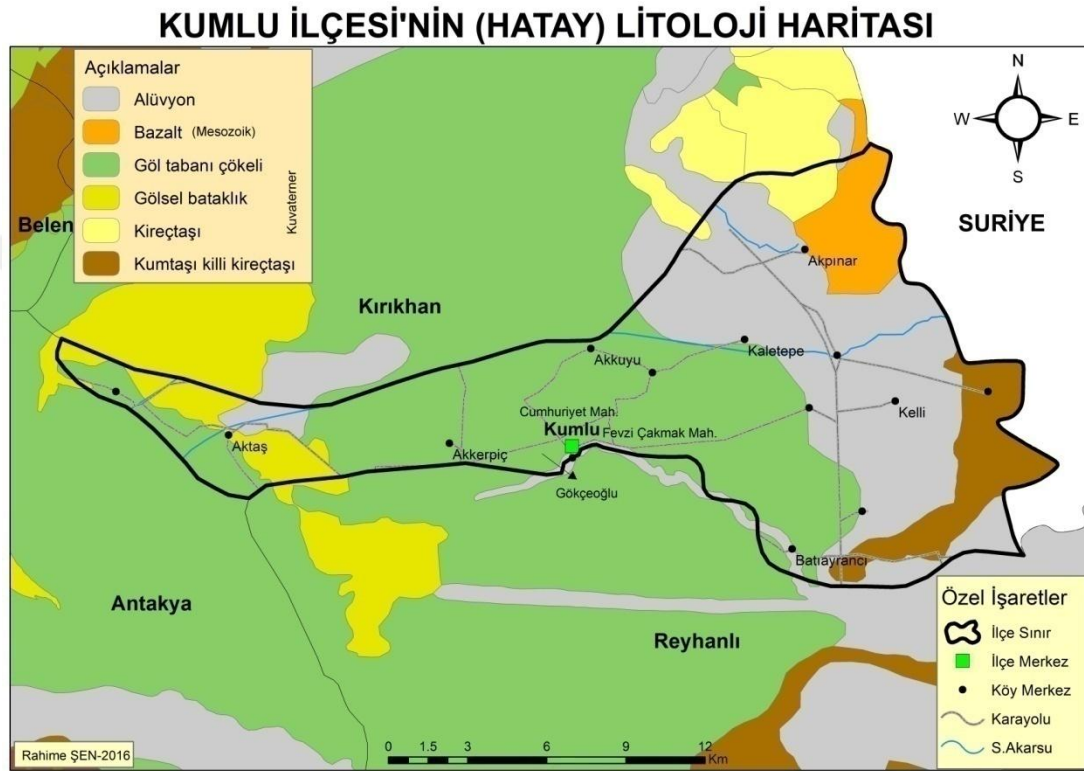 KUMLU İLÇESİ'NİN (HATAY) LİTOLOJİ HARİTASI
Açıklamalar
Alüvyon
Bazalt (Mesozoik)
Göl tabanı çökeli
Gölsel bataklık
Kireçtaşı
Kumtaşı killi kireçtaşı
Kuvaterner
N
W
E
S
Belen
SURİYE
Akpınar
Kırıkhan
Akkuyu
Kaletepe
Cumhuriyet Mah.
Kumlu
Fevzi Çakmak Mah.
Kelli
Aktaş
Akkerpiç
Gökçeoğlu
Batıayrancı
Antakya
Reyhanlı
Özel İşaretler
İlçe Sınır
İlçe Merkez
Köy Merkez
Karayolu
S.Akarsu
Rahime ŞEN-2016
0 1.5 3 6 9 12
Km